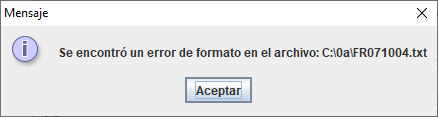 Mensaje
Se encontró un error de formato en el archivo: C:\0a\FR071004.txt
Aceptar